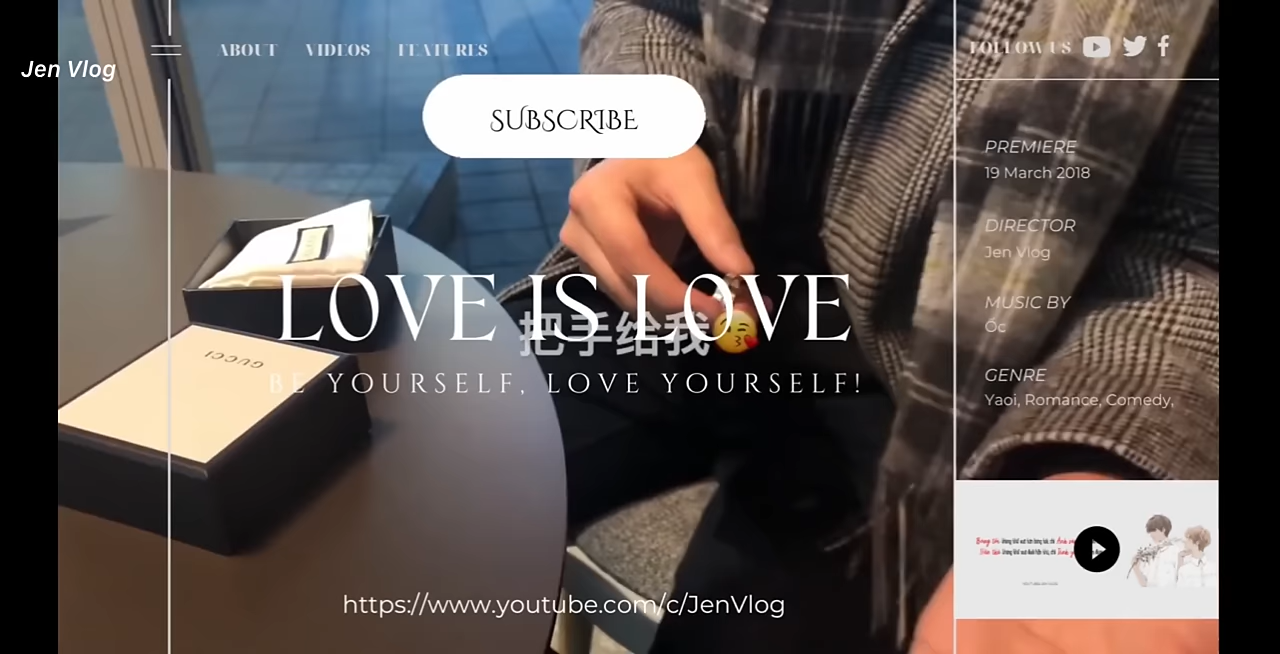 ABOUT VIDEOS FEATURES
FOLLOW US
Jen Vlog
SUBSCRIBE
PREMIERE
19 March 2018
DIRECTOR
Jen Vlog
MUSIC BY
Ốc
GENRE
Yaoi, Romance, Comedy,
LOVE IS LOVE
把手给我
BE YOURSELF, LOVE YOURSELF!
GUCCI
https://www.youtube.com/c/JenVlog